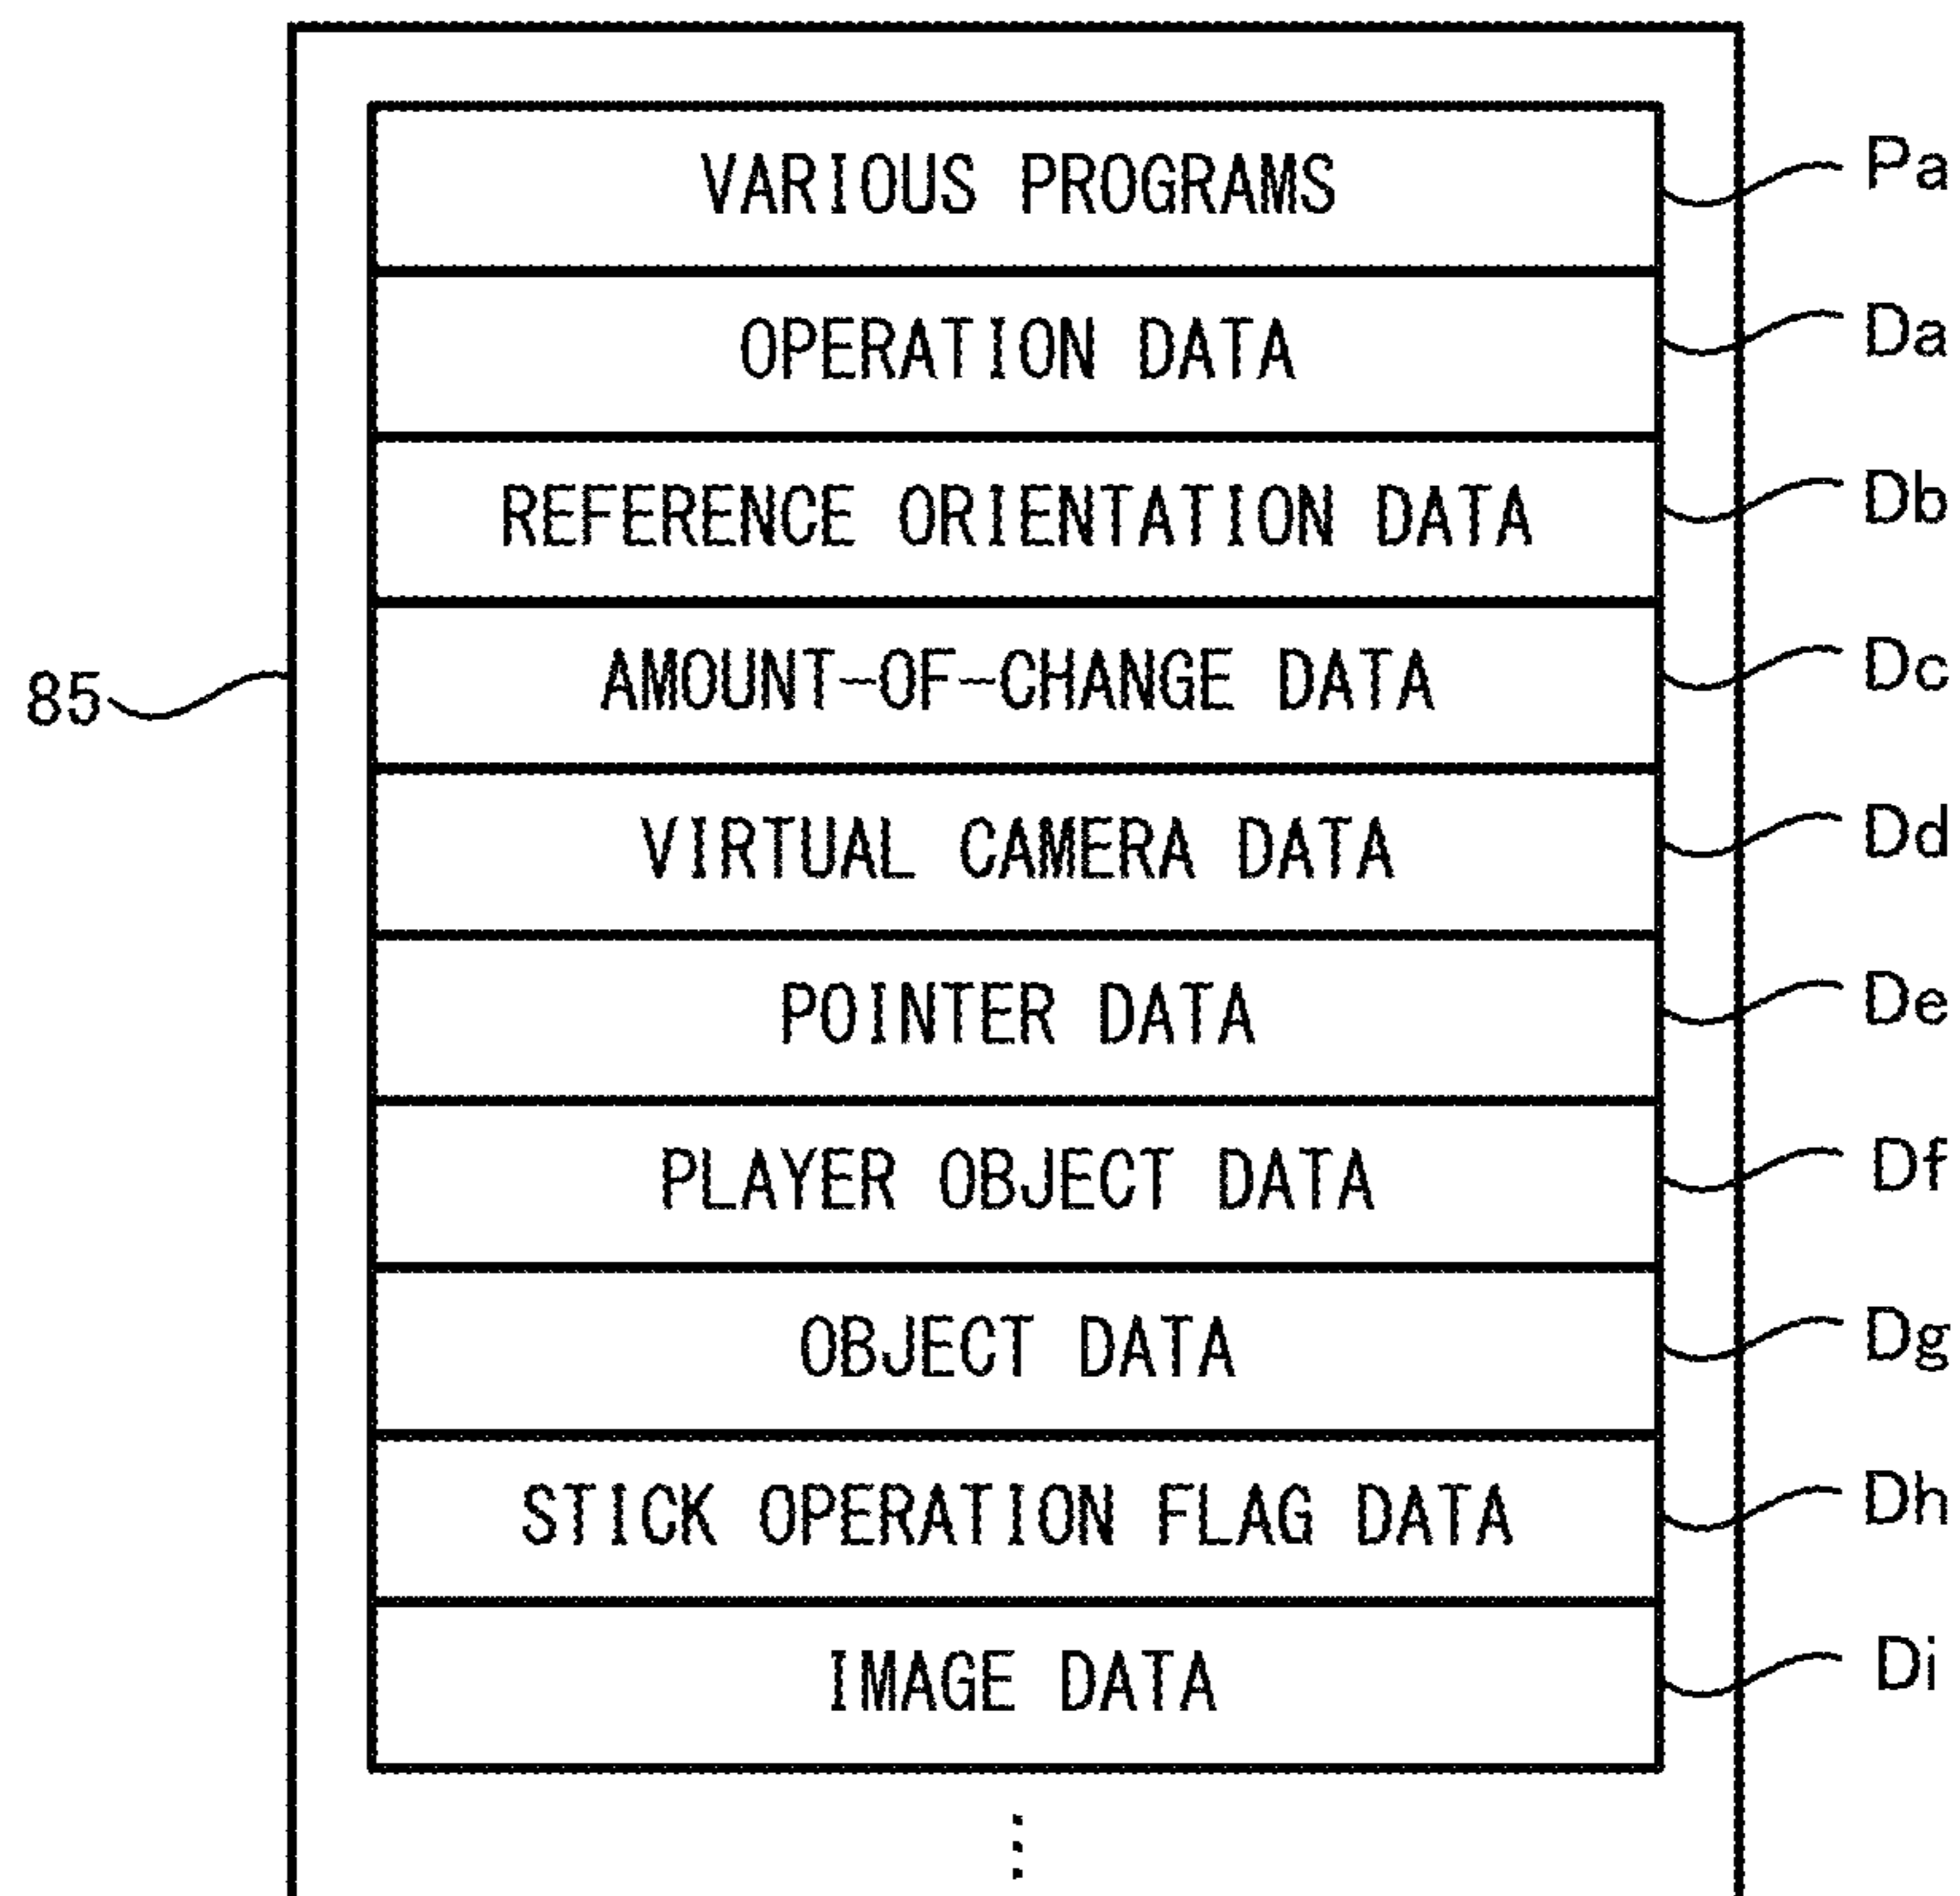 VARIOUS PROGRAMS Pa
OPERATION DATA Da
REFERENCE ORIENTATION DATA Db
AMOUNT-OF-CHANGE DATA Dc
85
VIRTUAL CAMERA DATA Dd
POINTER DATA De
PLAYER OBJECT DATA Df
OBJECT DATA Dg
STICK OPERATION FLAG DATA Dh
IMAGE DATA Di